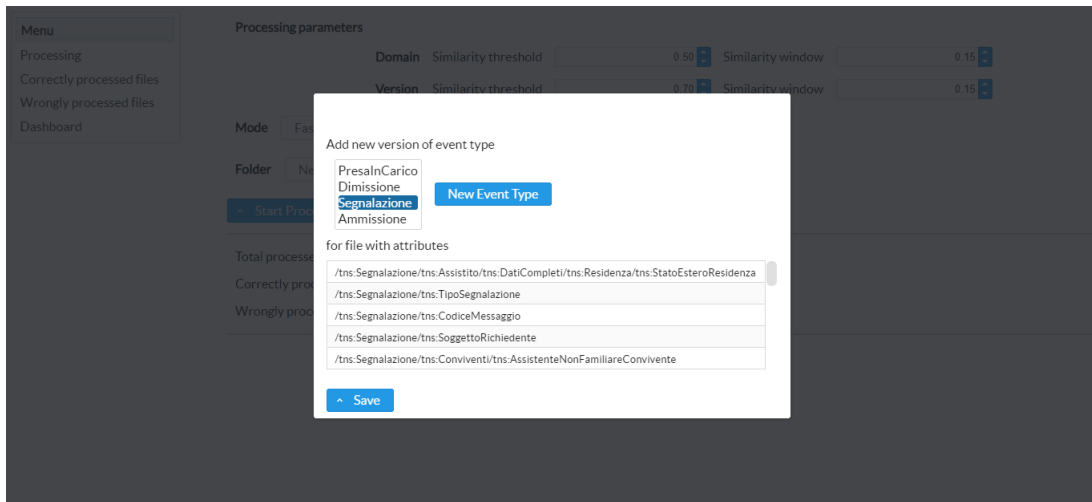 Menu
Processing
Correctly processed files
Wrongly processed files
Dashboard
Processing parameters
Domain Similarity threshold 0.50 Similarity window 0.15
Version Similarity threshold 0.70 Similarity window 0.15
Mode Fas
Folder Ne
Start Proc
Total processe
Correctly proc
Wrongly proc
Add new version of event type
PresaInCarico
Dimissione
Segnalazione
Ammissione
New Event Type
for file with attributes
/tns:Segnalazione/tns:Assistito/tns:DatiCompleti/tns:Residenza/tns:StatoEsteroResidenza
/tns:Segnalazione/tns:TipoSegnalazione
/tns:Segnalazione/tns:CodiceMessaggio
/tns:Segnalazione/tns:SoggettoRichiedente
/tns:Segnalazione/tns:Conviventi/tns:AssistenteNonFamiliareConvivente
Save